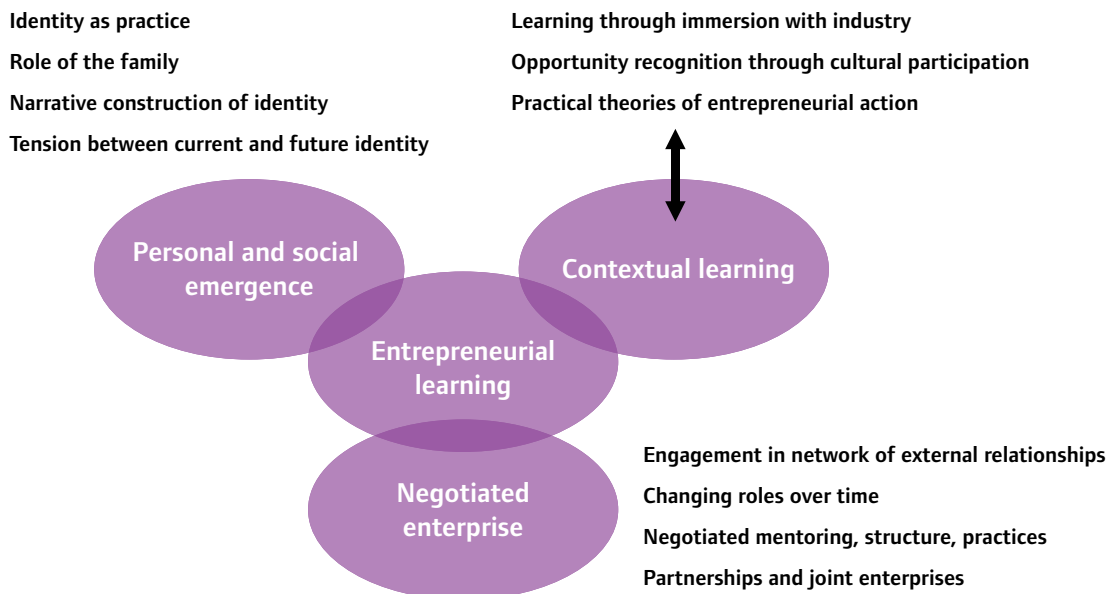 Identity as practice
Role of the family
Narrative construction of identity
Tension between current and future identity
Learning through immersion with industry
Opportunity recognition through cultural participation
Practical theories of entrepreneurial action
Personal and social
emergence
Contextual learning
Entrepreneurial
learning
Negotiated
enterprise
Engagement in network of external relationships
Changing roles over time
Negotiated mentoring, structure, practices
Partnerships and joint enterprises